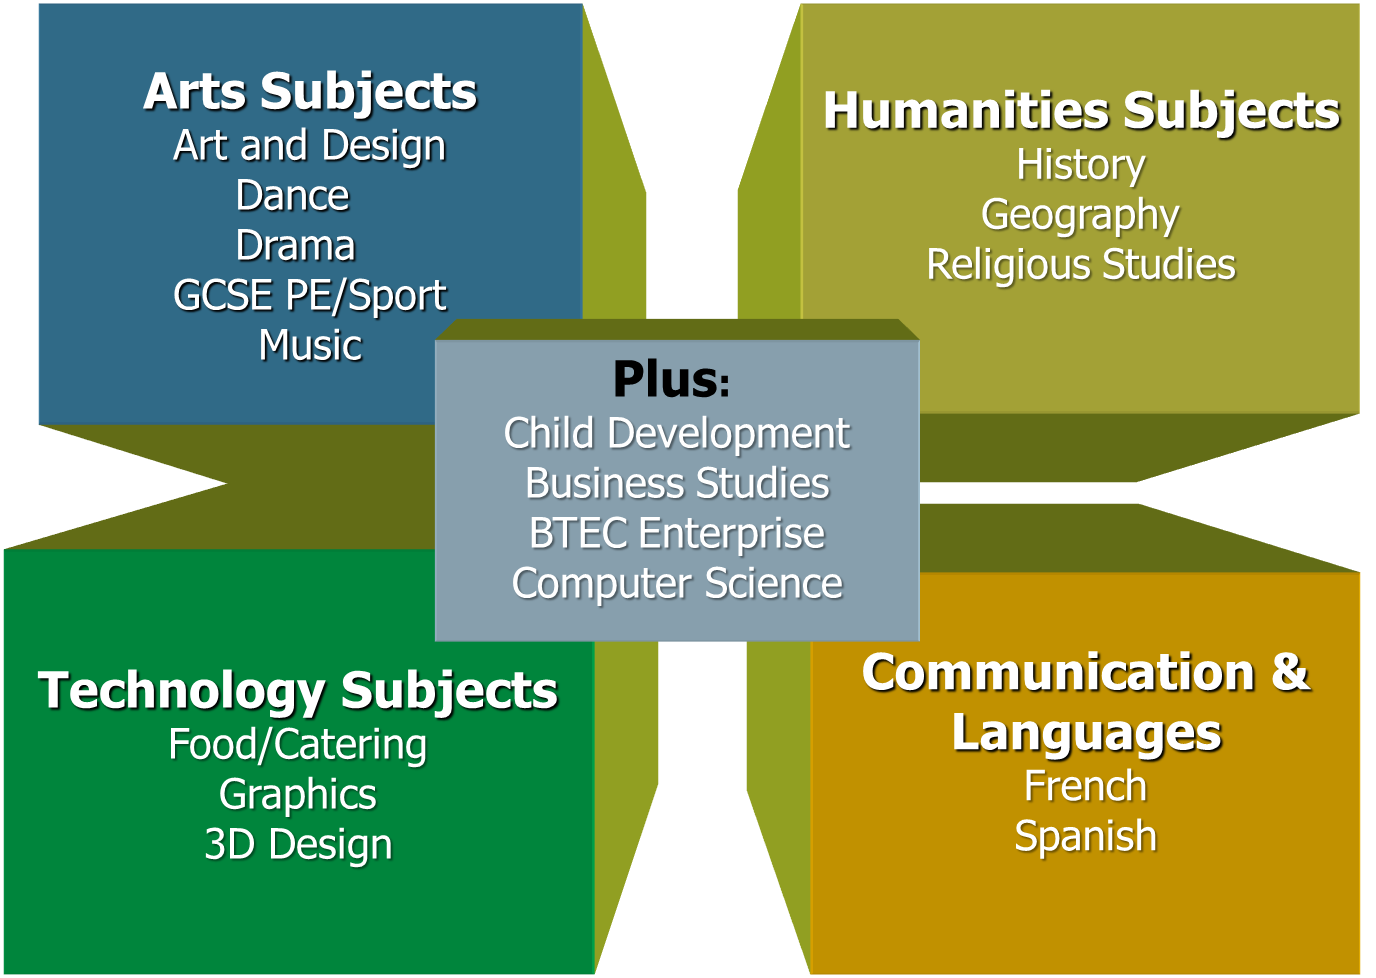 Arts Subjects
Art and Design
Dance
Drama
GCSE PE/Sport
Music
Humanities Subjects
History
Geography
Religious Studies
Plus:
Child Development
Business Studies
BTEC Enterprise
Computer Science
Technology Subjects
Food/Catering
Graphics
3D Design
Communication &
Languages
French
Spanish